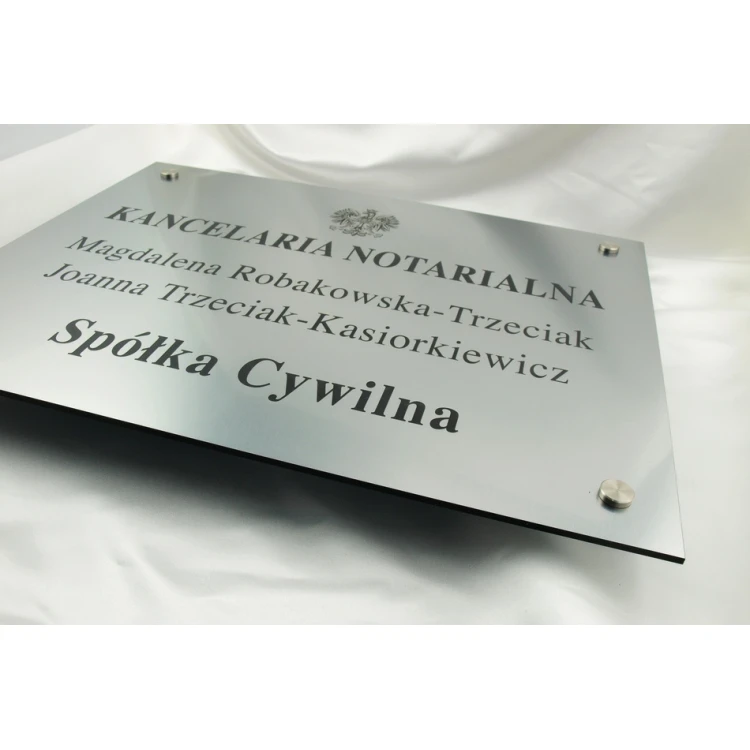 KANCELARIA NOTARIALNA
Magdalena Robakowska-Trzeciak
Joanna Trzeciak-Kasiorkiewicz
Spółka Cywilna